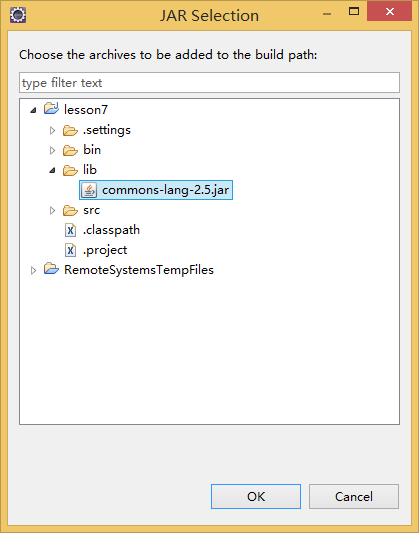 JAR Selection
Choose the archives to be added to the build path:
type filter text
lesson7
.settings
bin
lib
commons-lang-2.5.jar
src
.classpath
.project
RemoteSystemsTempFiles
OK
Cancel